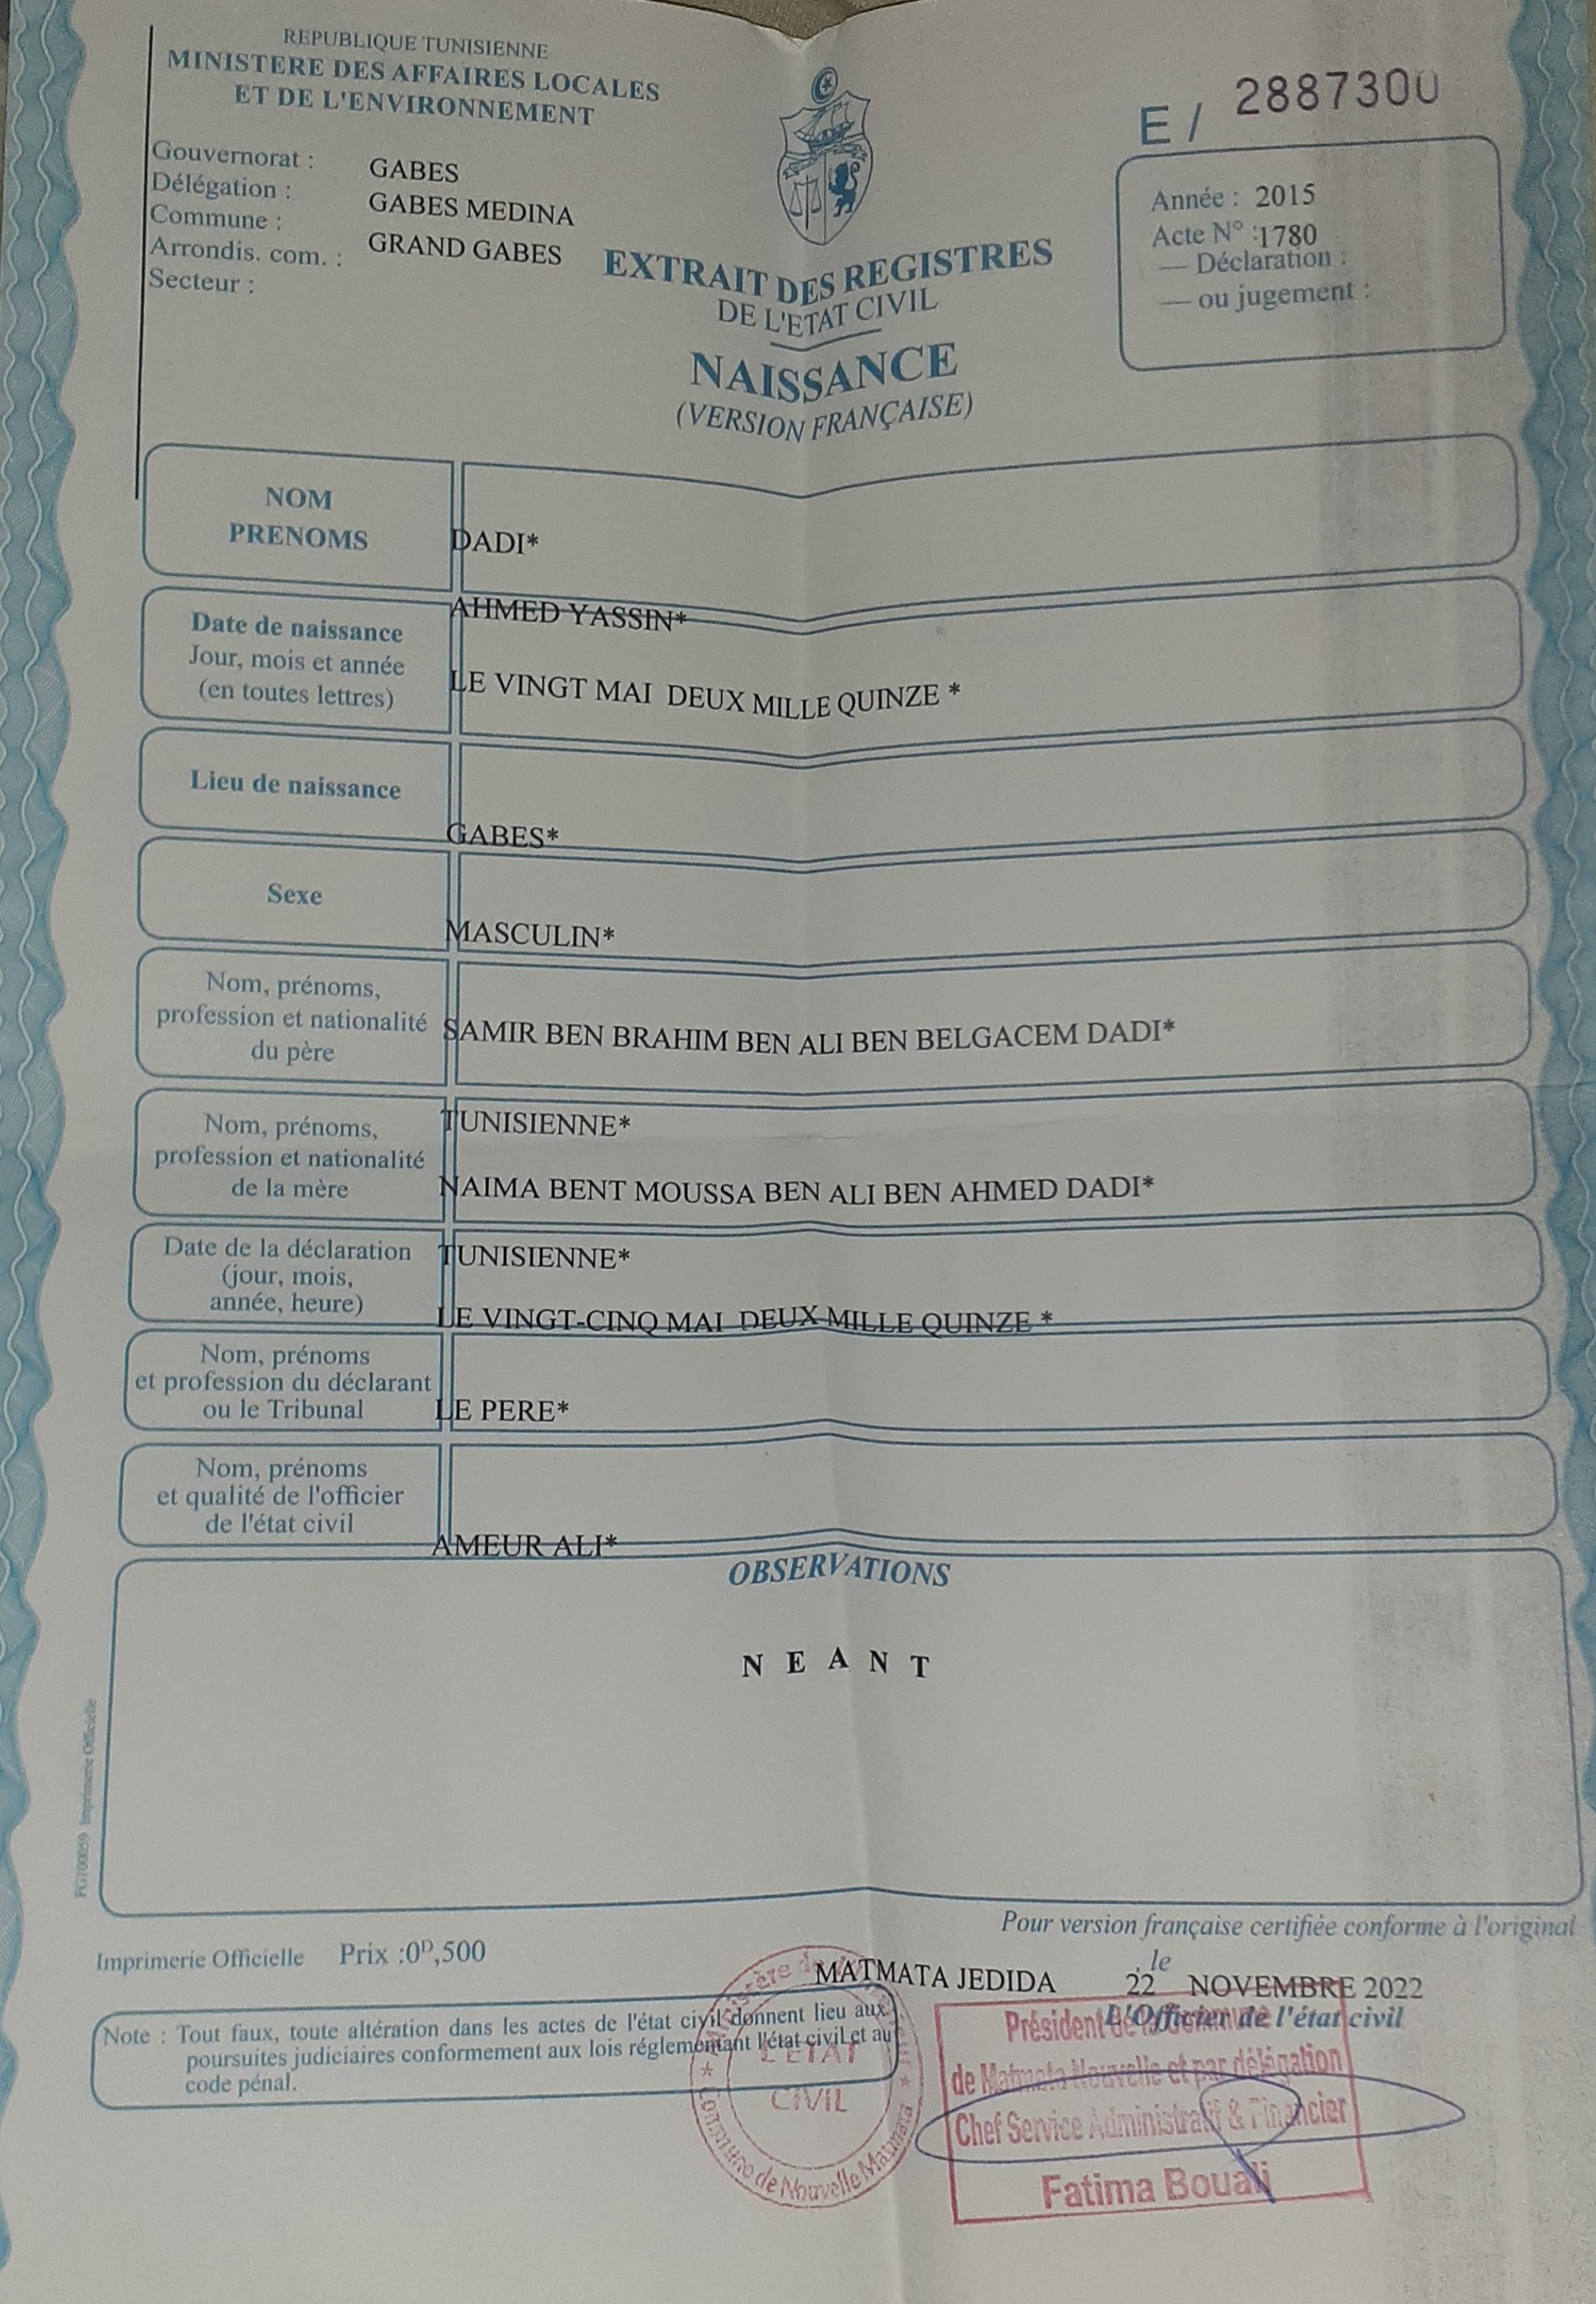 REPUBLIQUE TUNISIENNE
MINISTERE DES AFFAIRES LOCALES
ET DE L'ENVIRONNEMENT
Gouvernorat : GABES
Délégation : GABES MEDINA
Commune : GRAND GABES
Arrondis. com. :
Secteur :
E / 2887300
Année : 2015
Acte N° : 1780
— Déclaration :
— ou jugement :
EXTRAIT DES REGISTRES
DE L'ETAT CIVIL
NAISSANCE
(VERSION FRANÇAISE)
NOM
PRENOMS
DADI*
AHMED YASSIN*
Date de naissance
Jour, mois et année
(en toutes lettres)
LE VINGT MAI DEUX MILLE QUINZE *
Lieu de naissance
GABES*
Sexe
MASCULIN*
Nom, prénoms,
profession et nationalité
du père
SAMIR BEN BRAHIM BEN ALI BEN BELGACEM DADI*
TUNISIENNE*
Nom, prénoms,
profession et nationalité
de la mère
NAIMA BENT MOUSSA BEN ALI BEN AHMED DADI*
TUNISIENNE*
Date de la déclaration
(jour, mois,
année, heure)
LE VINGT-CINQ MAI DEUX MILLE QUINZE *
Nom, prénoms
et profession du déclarant
ou le Tribunal
LE PERE*
Nom, prénoms
et qualité de l'officier
de l'état civil
AMEUR ALI*
OBSERVATIONS
N E A N T
FG100059 Imprimerie Officielle
Pour version française certifiée conforme à l'original
Imprimerie Officielle Prix :0D,500
MATMATA JEDIDA , le 22 NOVEMBRE 2022
L'Officier de l'état civil
Note : Tout faux, toute altération dans les actes de l'état civil donnent lieu aux
poursuites judiciaires conformement aux lois réglementant l'état civil et au
code pénal.
L'ETAT
CIVIL
Commune de Nouvelle Matmata
Président de la Commune
de Matmata Nouvelle et par délégation
Chef Service Administratif & Financier
Fatima Bouali